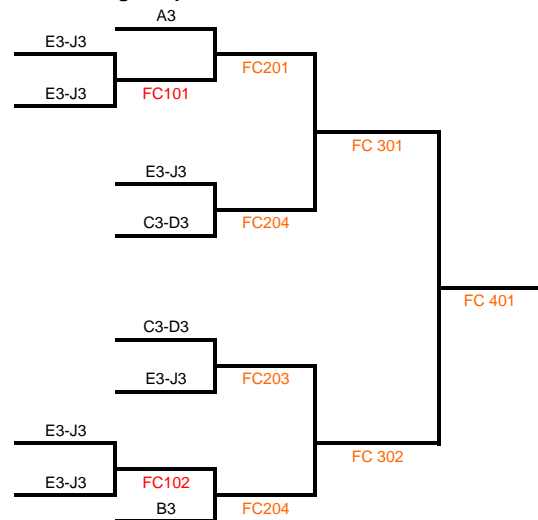 A3
E3-J3
FC201
E3-J3
FC101
FC 301
E3-J3
C3-D3
FC204
FC 401
C3-D3
E3-J3
FC203
E3-J3
FC 302
E3-J3
FC102
B3
FC204